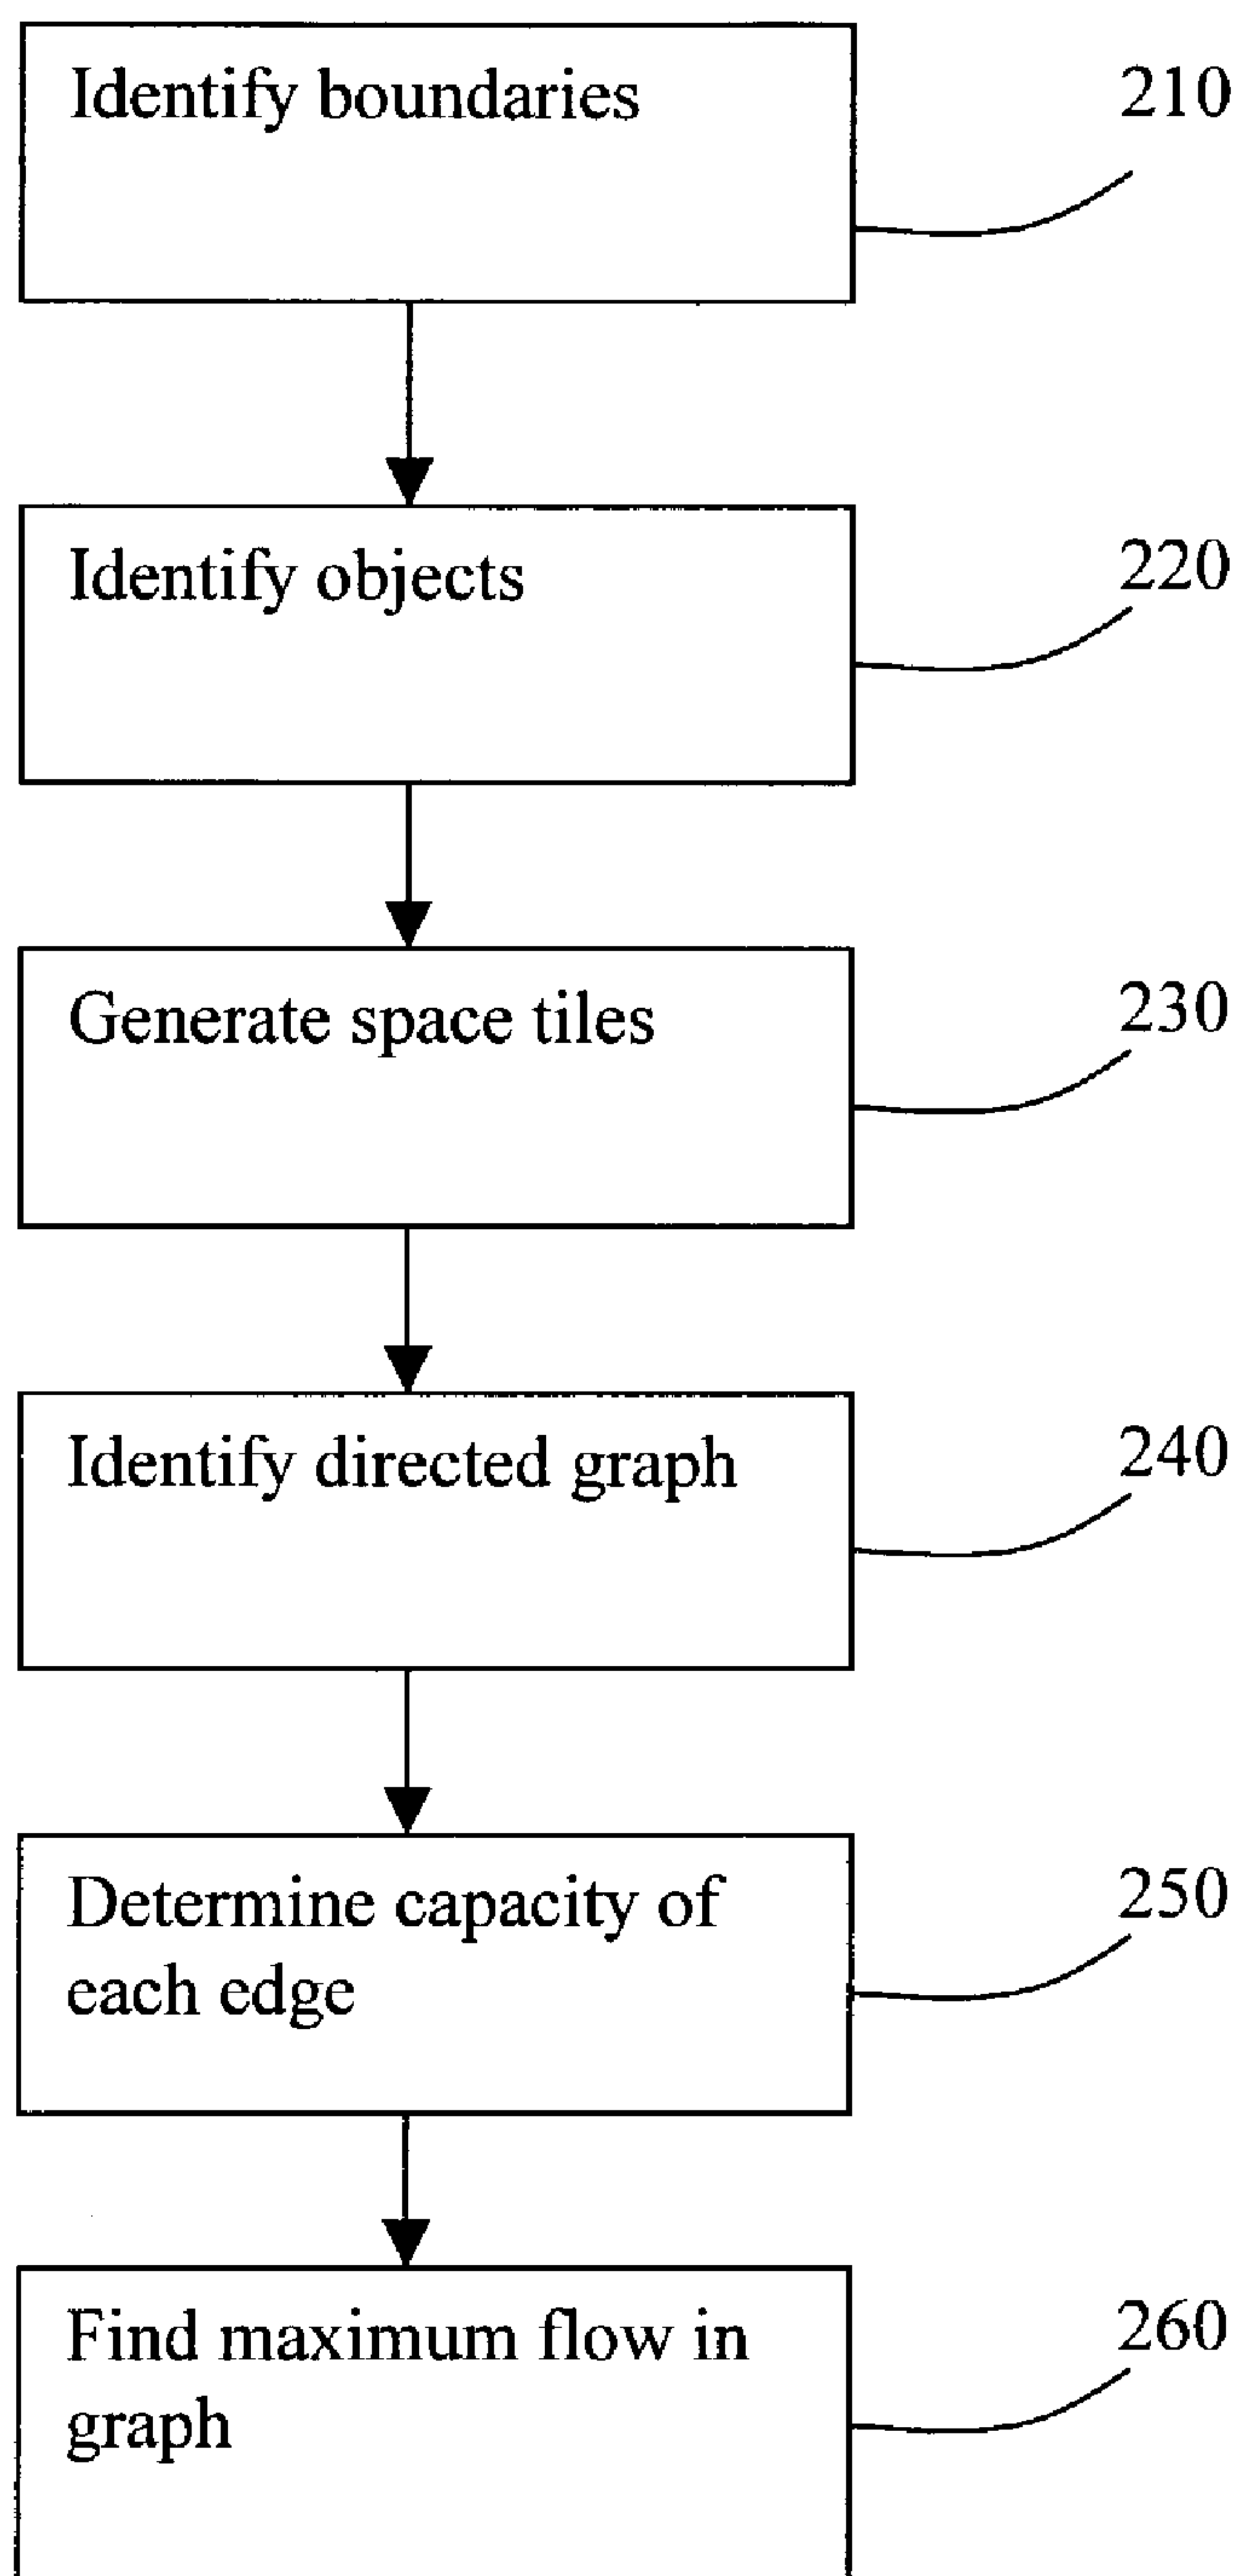 Identify boundaries
210
Identify objects
220
Generate space tiles
230
Identify directed graph
240
Determine capacity of
each edge
250
Find maximum flow in
graph
260